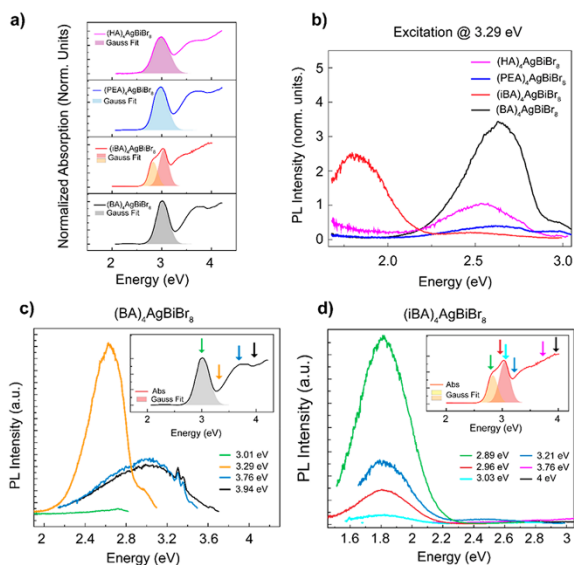 a)
Normalized Absorption (Norm. Units)
(HA)₄AgBiBr₈
Gauss Fit
(PEA)₄AgBiBr₈
Gauss Fit
(iBA)₄AgBiBr₈
Gauss Fit
(BA)₄AgBiBr₈
Gauss Fit
2 3 4
Energy (eV)
b)
Excitation @ 3.29 eV
PL Intensity (norm. units.)
5
4
3
2
1
0
(HA)₄AgBiBr₈
(PEA)₄AgBiBr₈
(iBA)₄AgBiBr₈
(BA)₄AgBiBr₈
2.0 2.5 3.0
Energy (eV)
c)
(BA)₄AgBiBr₈
PL Intensity (a.u.)
Abs
Gauss Fit
2 3 4
Energy (eV)
3.01 eV
3.29 eV
3.76 eV
3.94 eV
2 2.4 2.8 3.2 3.6 4
Energy (eV)
d)
(iBA)₄AgBiBr₈
PL Intensity (a.u.)
Abs
Gauss Fit
2 3 4
Energy (eV)
2.89 eV
2.96 eV
3.03 eV
3.21 eV
3.76 eV
4 eV
1.6 1.8 2 2.2 2.4 2.6 2.8 3
Energy (eV)